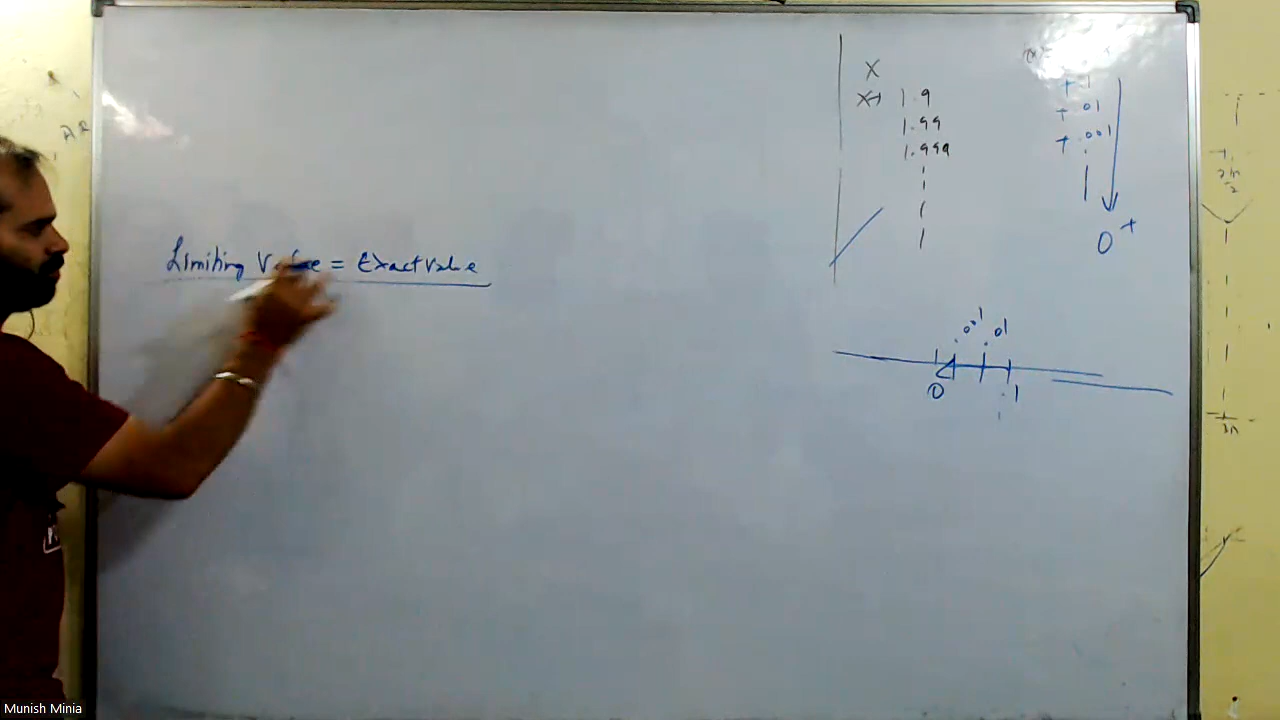 Limiting Value = Exact Value
X
X→ 1.9
1.99
1.999
+.1
+.01
+.001
0+
.001 .01
0 .1
Munish Minia